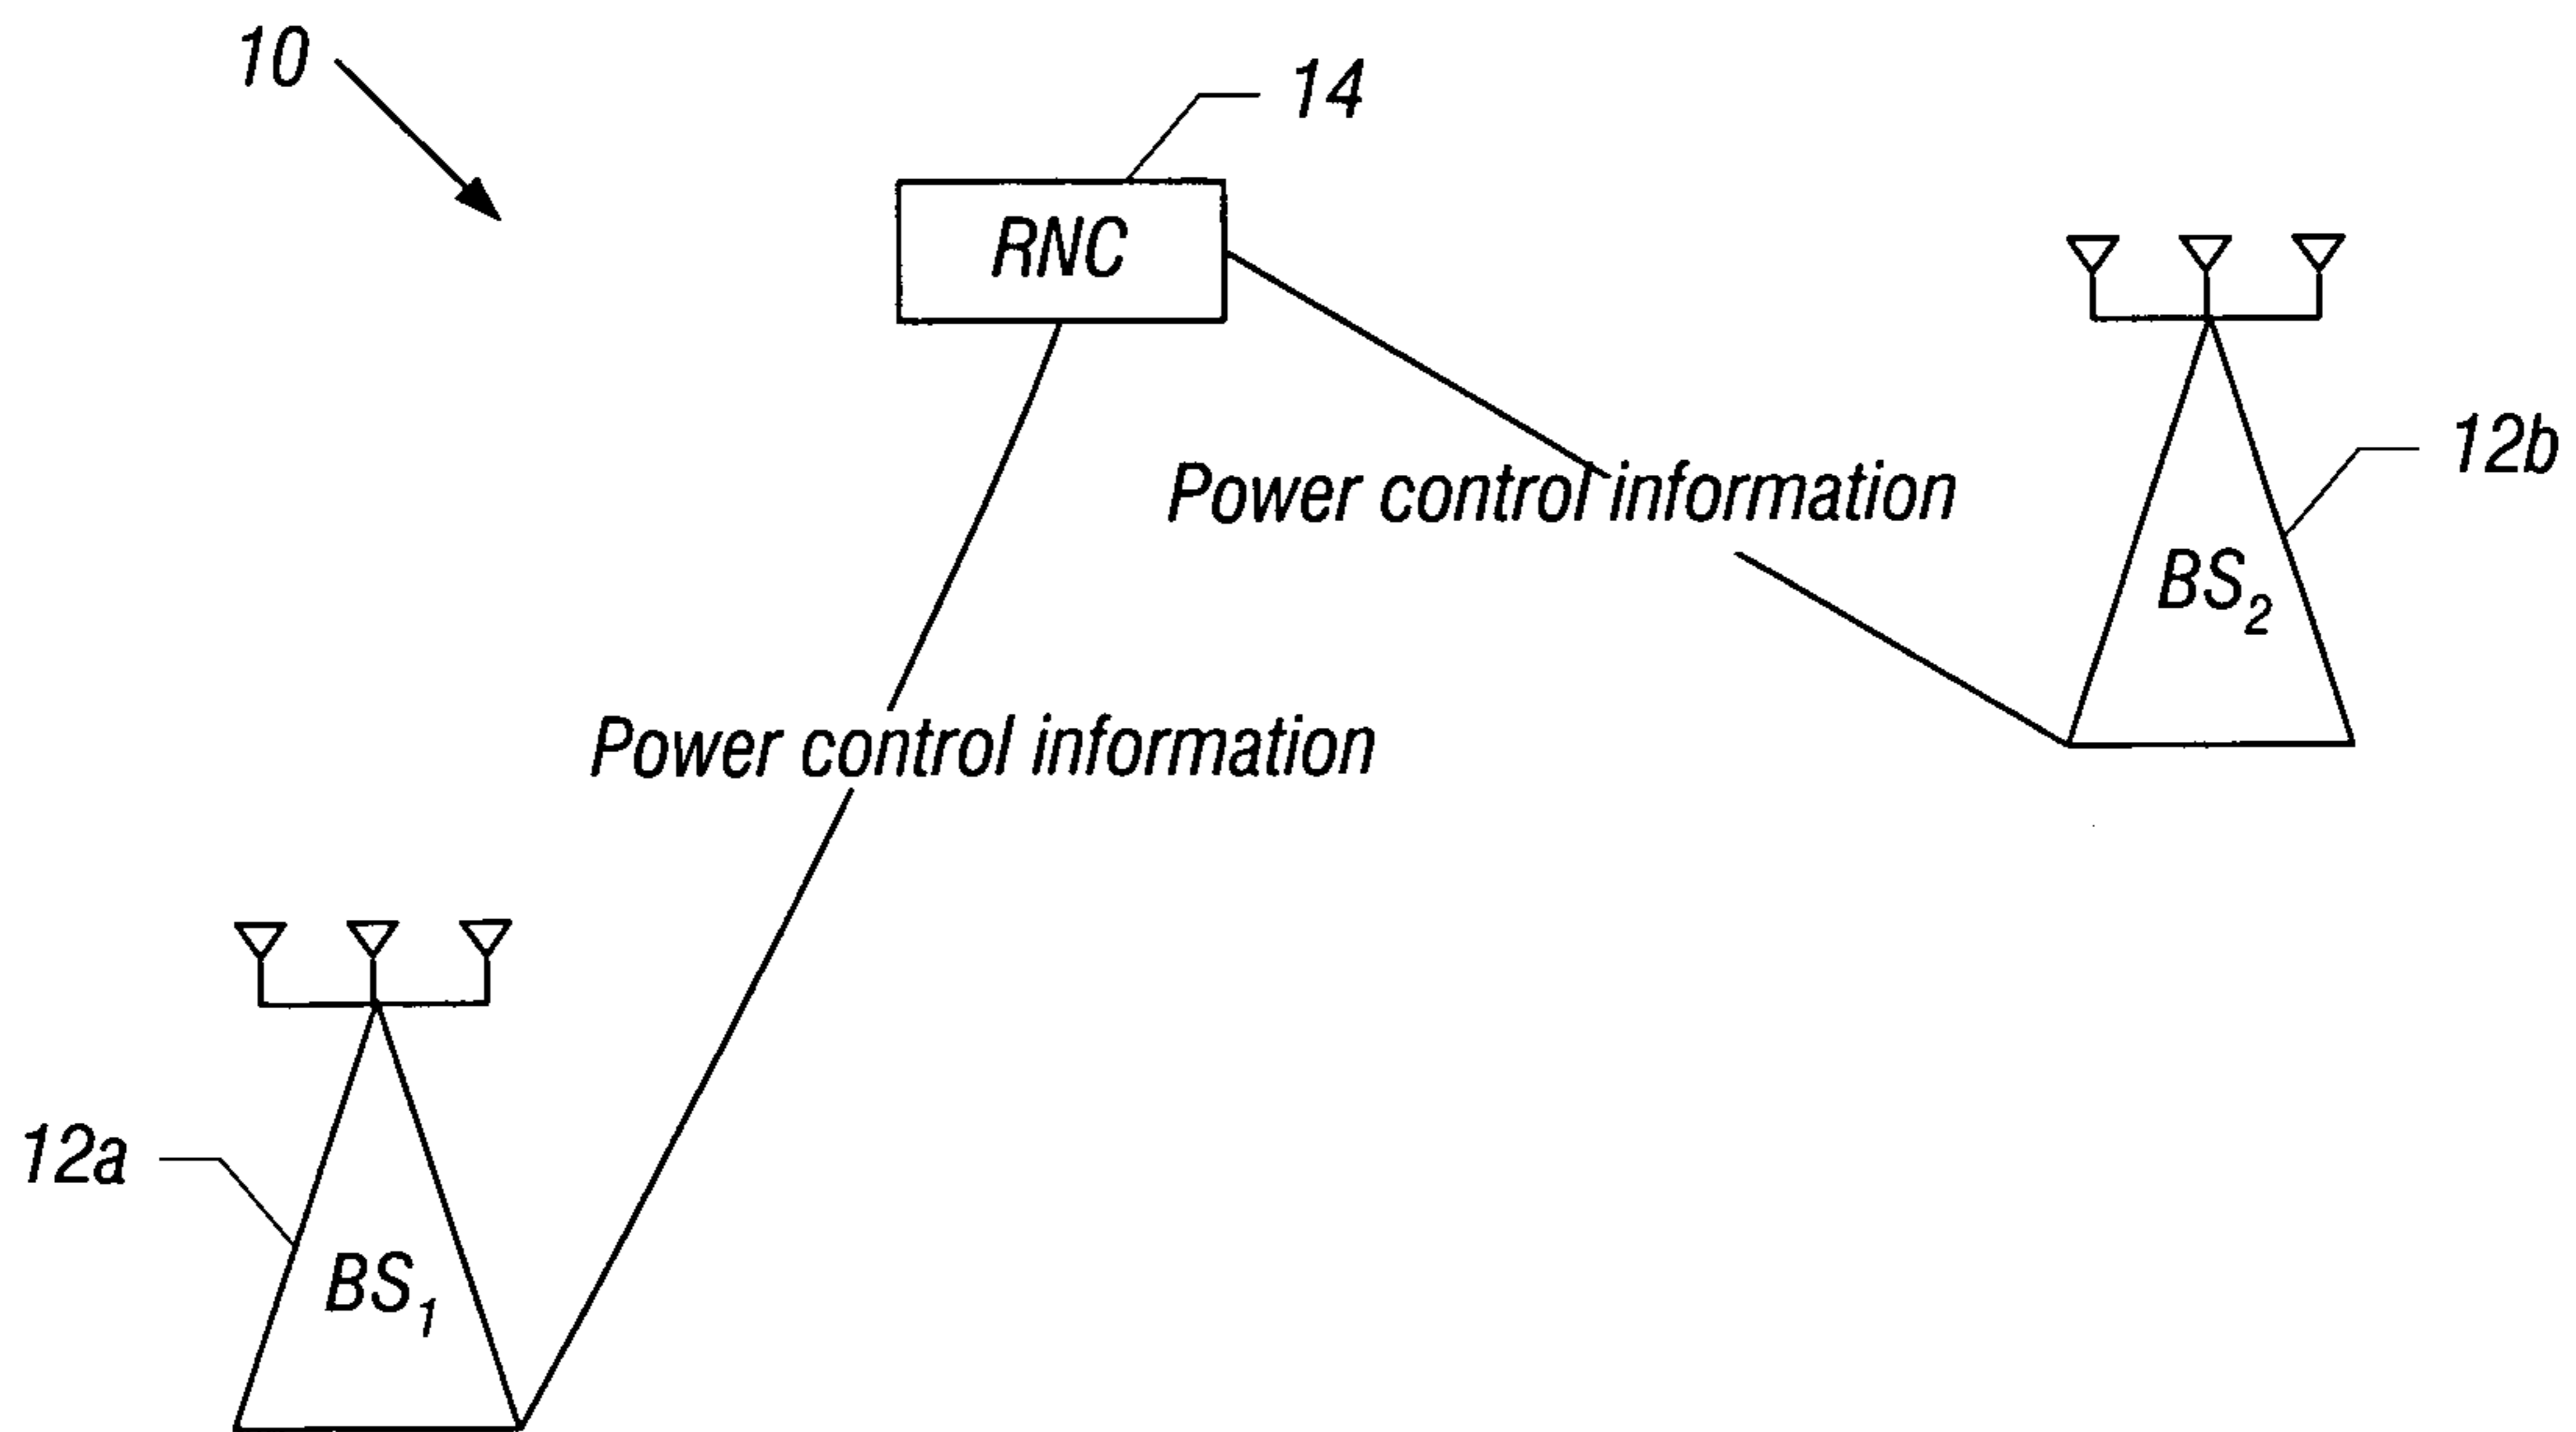 10
14
RNC
12b
Power control information
BS2
Power control information
12a
BS1